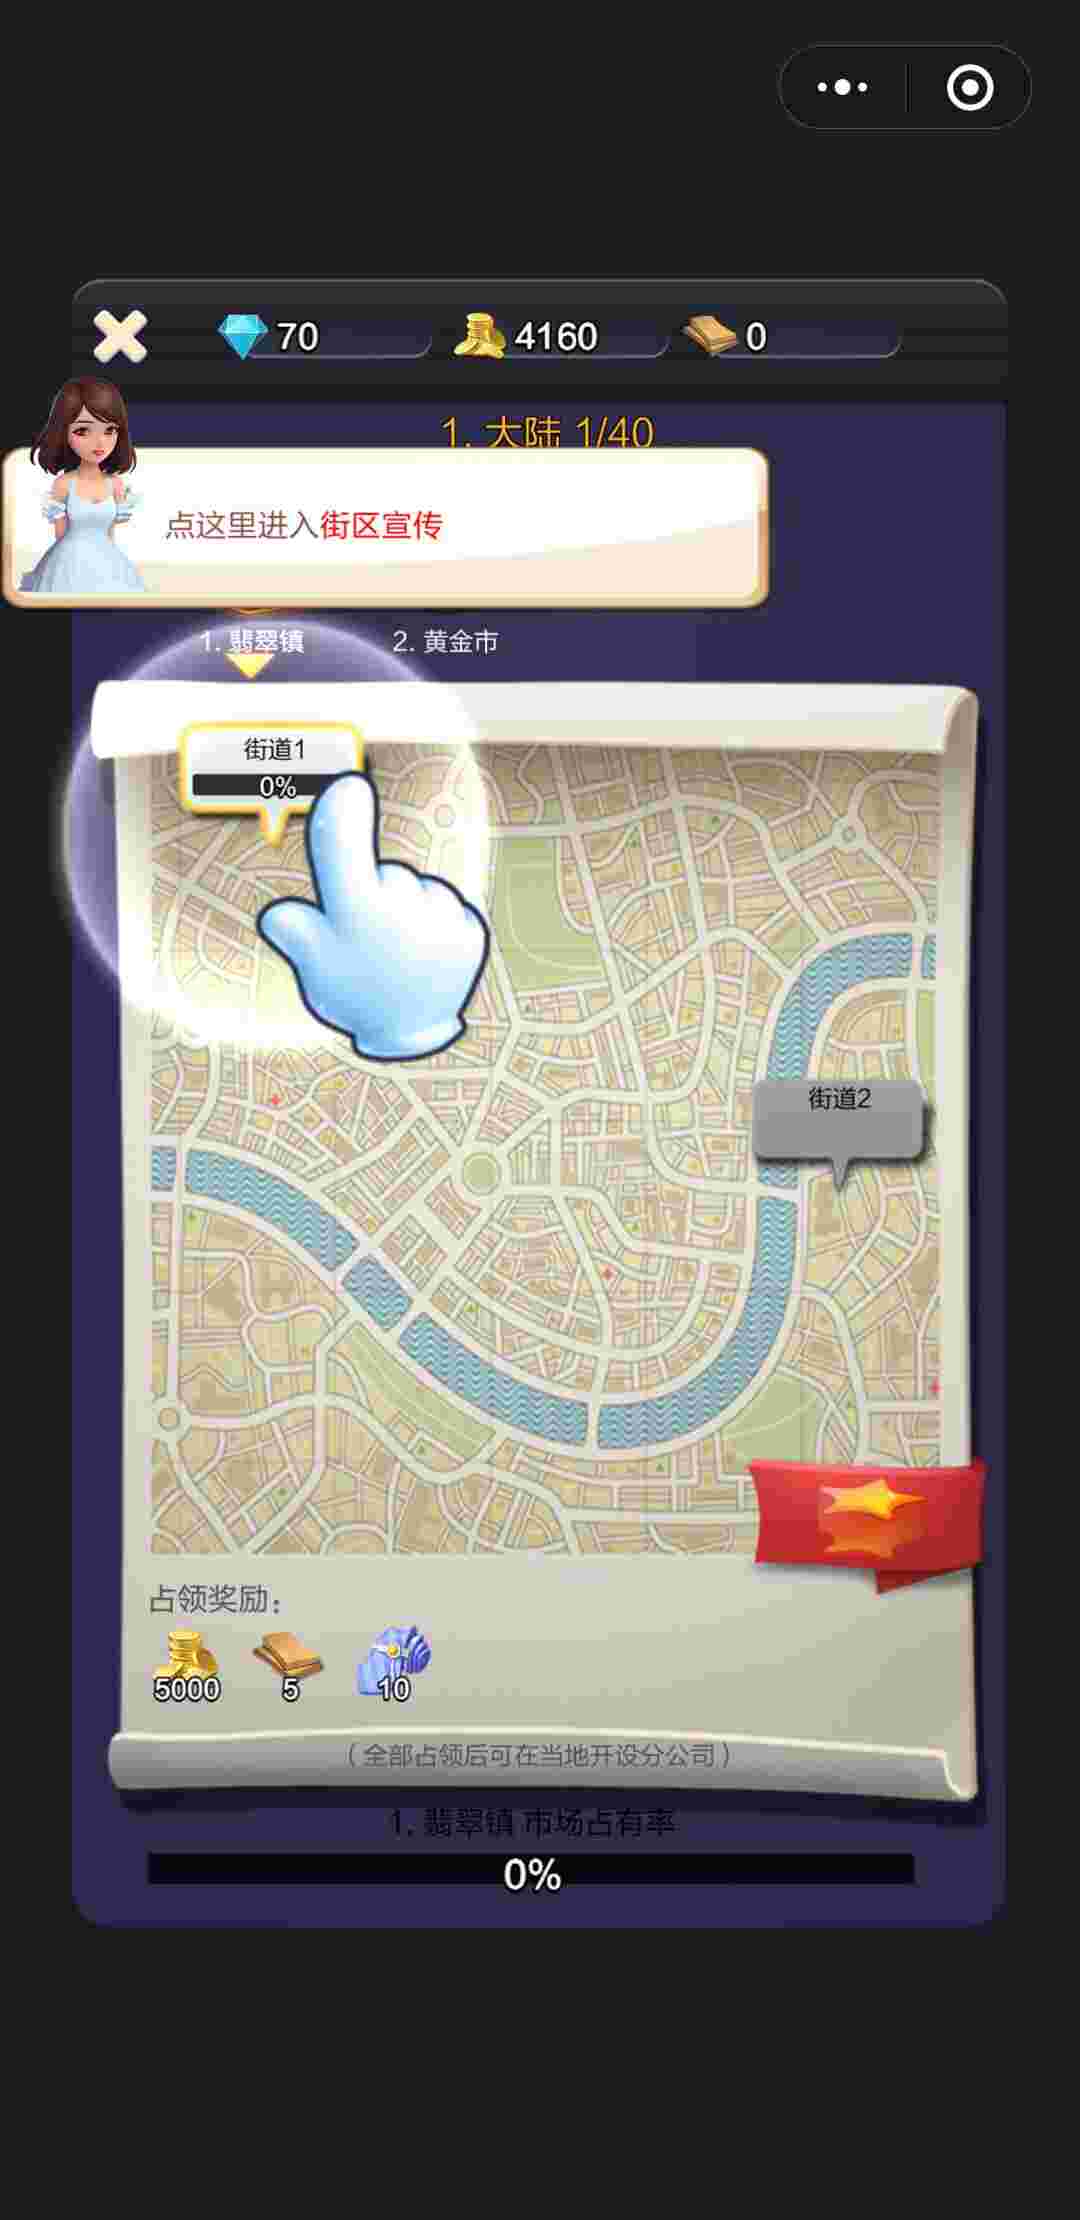 70
4160
0
1. 大陆 1/40
点这里进入街区宣传
1. 翡翠镇
2. 黄金市
街道1
0%
街道2
占领奖励：
5000
5
10
（全部占领后可在当地开设分公司）
1. 翡翠镇 市场占有率
0%